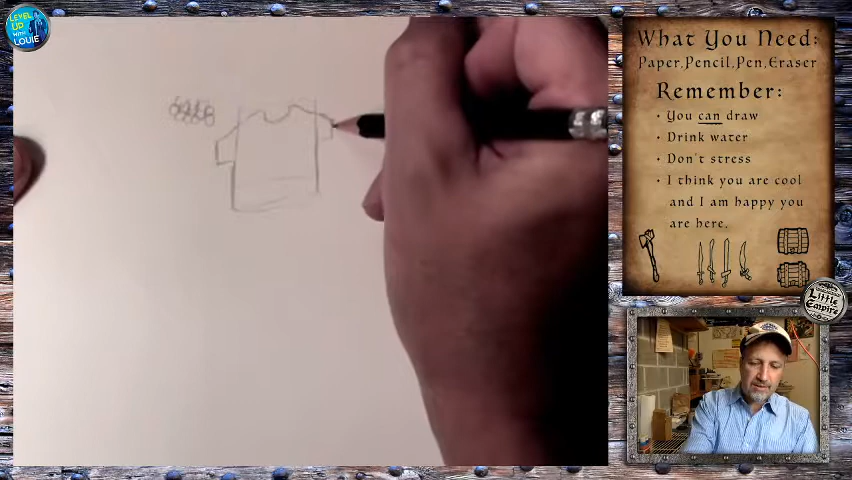 LEVEL
UP
WITH
LOUIE
What You Need:
Paper,Pencil,Pen,Eraser
Remember:
• You can draw
• Drink water
• Don't stress
• I think you are cool
and I am happy you
are here.
Little
Empire